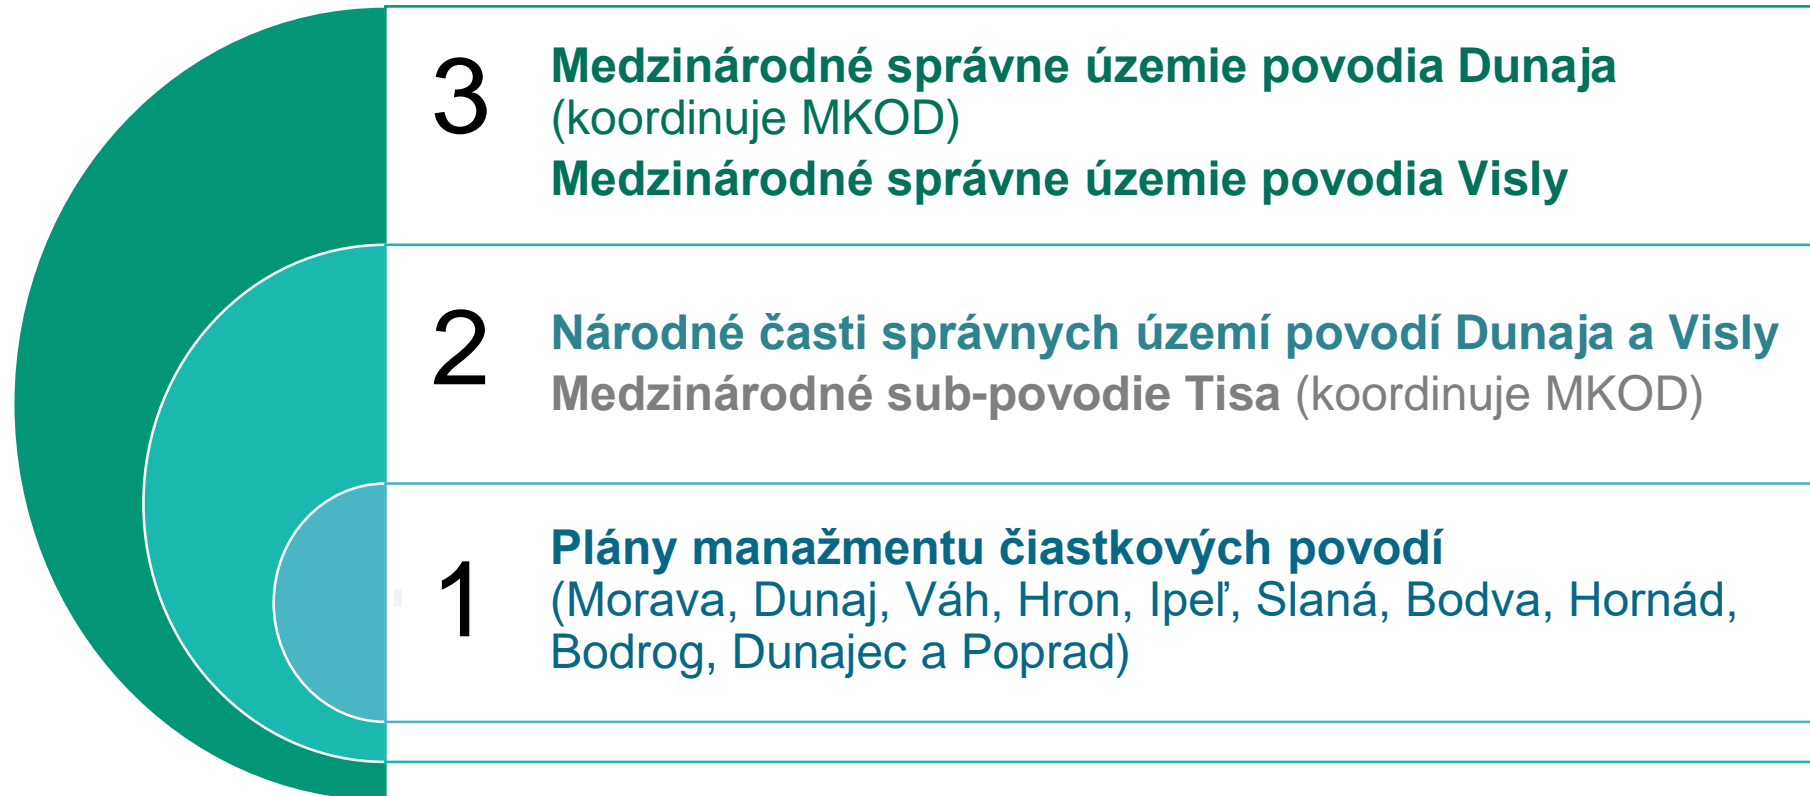 3
Medzinárodné správne územie povodia Dunaja
(koordinuje MKOD)
Medzinárodné správne územie povodia Visly
2
Národné časti správnych území povodí Dunaja a Visly
Medzinárodné sub-povodie Tisa (koordinuje MKOD)
1
Plány manažmentu čiastkových povodí
(Morava, Dunaj, Váh, Hron, Ipeľ, Slaná, Bodva, Hornád,
Bodrog, Dunajec a Poprad)